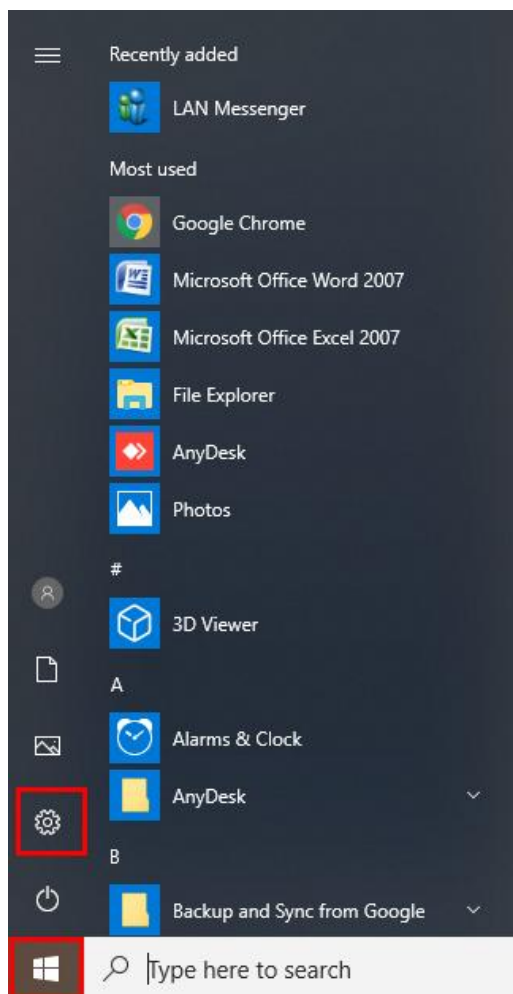 Recently added
LAN Messenger
Most used
Google Chrome
Microsoft Office Word 2007
Microsoft Office Excel 2007
File Explorer
AnyDesk
Photos
#
3D Viewer
A
Alarms & Clock
AnyDesk
B
Backup and Sync from Google
Type here to search